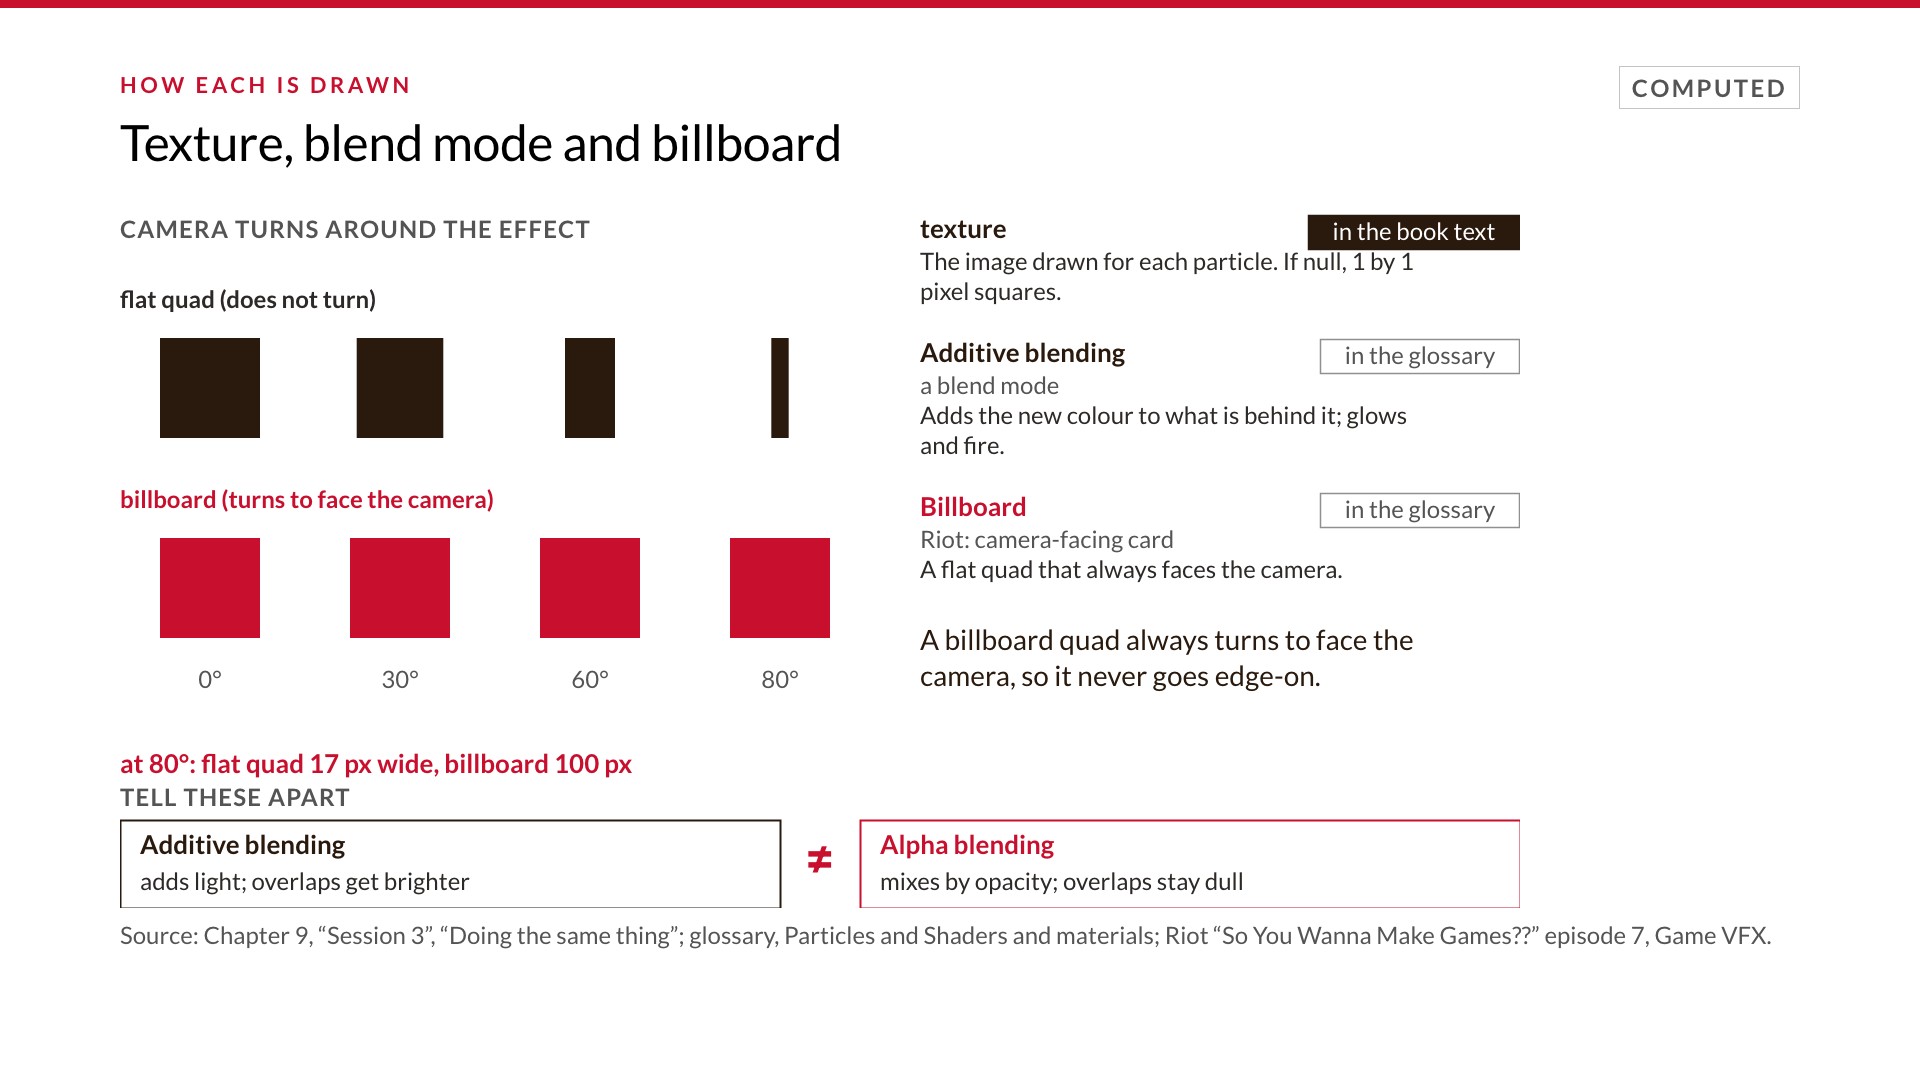 HOW EACH IS DRAWN
COMPUTED
Texture, blend mode and billboard
CAMERA TURNS AROUND THE EFFECT
flat quad (does not turn)
billboard (turns to face the camera)
0°
30°
60°
80°
at 80°: flat quad 17 px wide, billboard 100 px
texture
in the book text
The image drawn for each particle. If null, 1 by 1
pixel squares.
Additive blending
in the glossary
a blend mode
Adds the new colour to what is behind it; glows
and fire.
Billboard
in the glossary
Riot: camera-facing card
A flat quad that always faces the camera.
A billboard quad always turns to face the
camera, so it never goes edge-on.
TELL THESE APART
Additive blending
adds light; overlaps get brighter
≠
Alpha blending
mixes by opacity; overlaps stay dull
Source: Chapter 9, “Session 3”, “Doing the same thing”; glossary, Particles and Shaders and materials; Riot “So You Wanna Make Games??” episode 7, Game VFX.